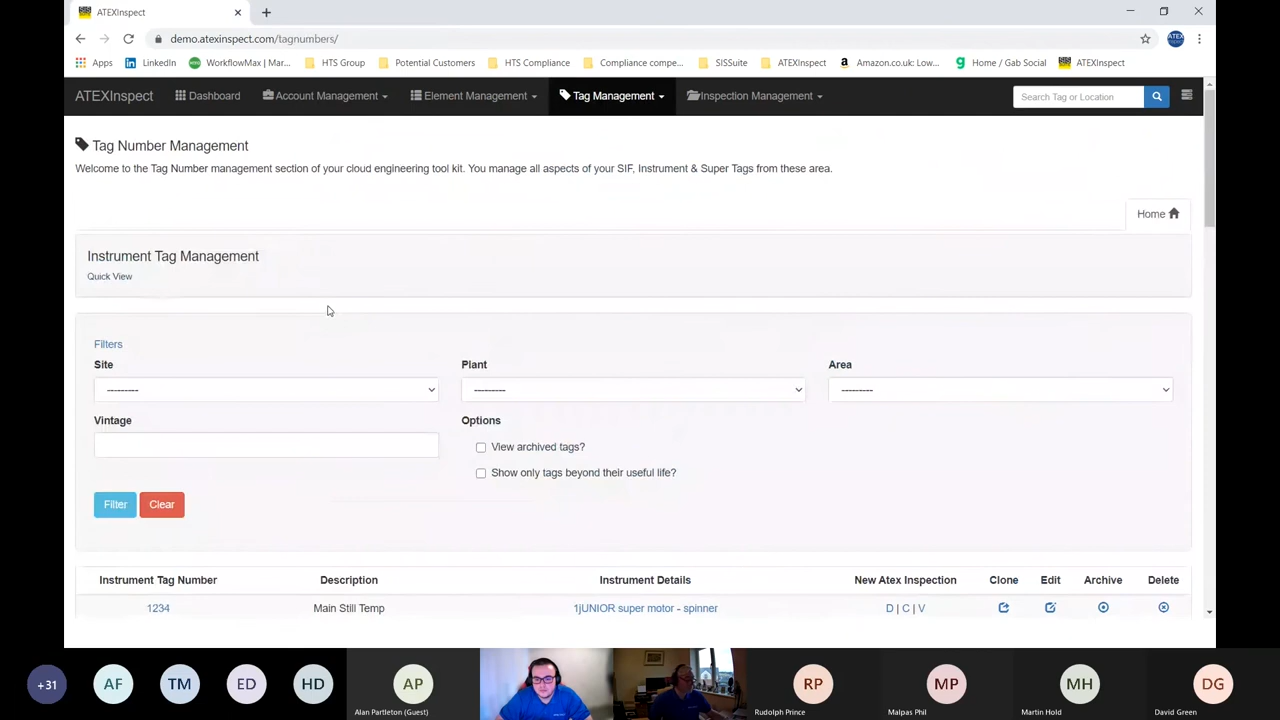 ATEXInspect
demo.atexinspect.com/tagnumbers/
Apps LinkedIn WorkflowMax | Mar... HTS Group Potential Customers HTS Compliance Compliance compe... SISSuite ATEXInspect Amazon.co.uk: Low... Home / Gab Social ATEXInspect
ATEXInspect Dashboard Account Management Element Management Tag Management Inspection Management Search Tag or Location
Tag Number Management
Welcome to the Tag Number management section of your cloud engineering tool kit. You manage all aspects of your SIF, Instrument & Super Tags from these area.
Home
Instrument Tag Management
Quick View
Filters
Site Plant Area
--------- --------- ---------
Vintage Options
View archived tags?
Show only tags beyond their useful life?
Filter Clear
Instrument Tag Number Description Instrument Details New Atex Inspection Clone Edit Archive Delete
1234 Main Still Temp 1jUNIOR super motor - spinner D | C | V
+31 AF TM ED HD AP RP MP MH DG
Alan Partleton (Guest) Rudolph Prince Malpas Phil Martin Hold David Green